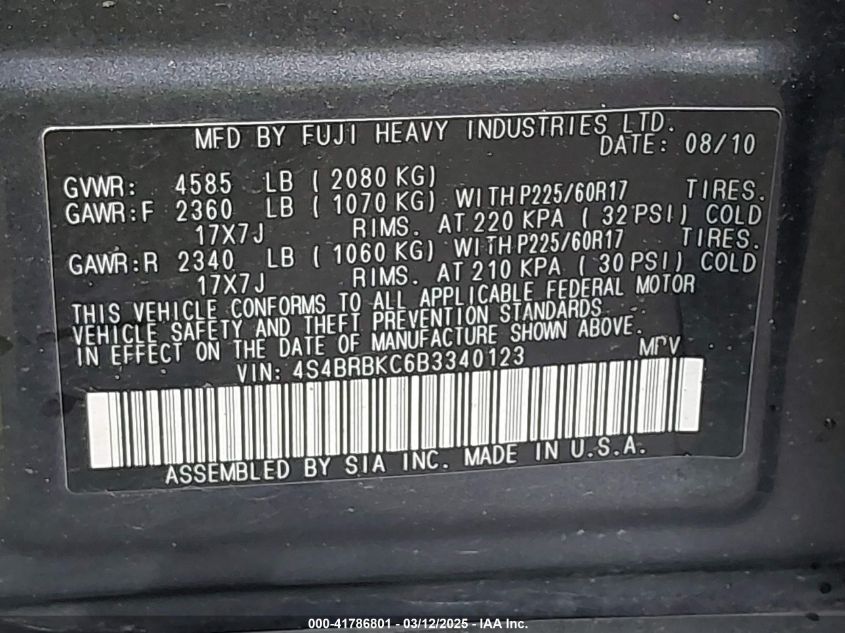 MFD BY FUJI HEAVY INDUSTRIES LTD.
DATE: 08/10
GVWR: 4585 LB ( 2080 KG)
GAWR:F 2360 LB ( 1070 KG) WITH P225/60R17 TIRES.
17X7J RIMS. AT 220 KPA ( 32 PSI) COLD
GAWR:R 2340 LB ( 1060 KG) WITH P225/60R17 TIRES.
17X7J RIMS. AT 210 KPA ( 30 PSI) COLD
THIS VEHICLE CONFORMS TO ALL APPLICABLE FEDERAL MOTOR
VEHICLE SAFETY AND THEFT PREVENTION STANDARDS
IN EFFECT ON THE DATE OF MANUFACTURE SHOWN ABOVE.
VIN: 4S4BRBKC6B3340123 MPV
ASSEMBLED BY SIA INC. MADE IN U.S.A.
000-41786801 - 03/12/2025 - IAA Inc.